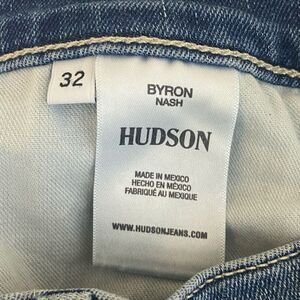 32
BYRON
NASH
HUDSON
MADE IN MEXICO
HECHO EN MÉXICO
FABRIQUÉ AU MEXIQUE
WWW.HUDSONJEANS.COM